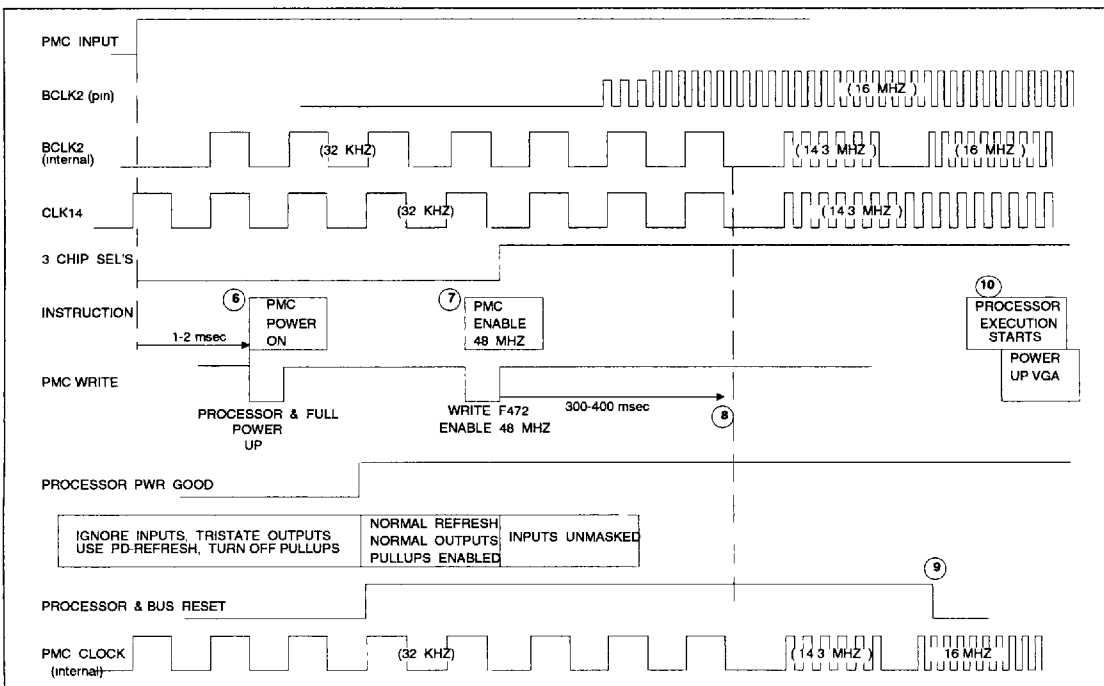 PMC INPUT
BCLK2 (pin)
(16 MHZ)
BCLK2
(internal)
(32 KHZ)
(14 3 MHZ)
(16 MHZ)
CLK14
(32 KHZ)
(14 3 MHZ)
3 CHIP SEL'S
INSTRUCTION
6
PMC
POWER
ON
7
PMC
ENABLE
48 MHZ
10
PROCESSOR
EXECUTION
STARTS
1-2 msec
POWER
UP VGA
PMC WRITE
PROCESSOR & FULL
POWER
UP
WRITE F472
ENABLE 48 MHZ
300-400 msec
8
PROCESSOR PWR GOOD
IGNORE INPUTS, TRISTATE OUTPUTS
USE PD-REFRESH, TURN OFF PULLUPS
NORMAL REFRESH
NORMAL OUTPUTS
PULLUPS ENABLED
INPUTS UNMASKED
9
PROCESSOR & BUS RESET
PMC CLOCK
(internal)
(32 KHZ)
(14 3 MHZ)
16 MHZ